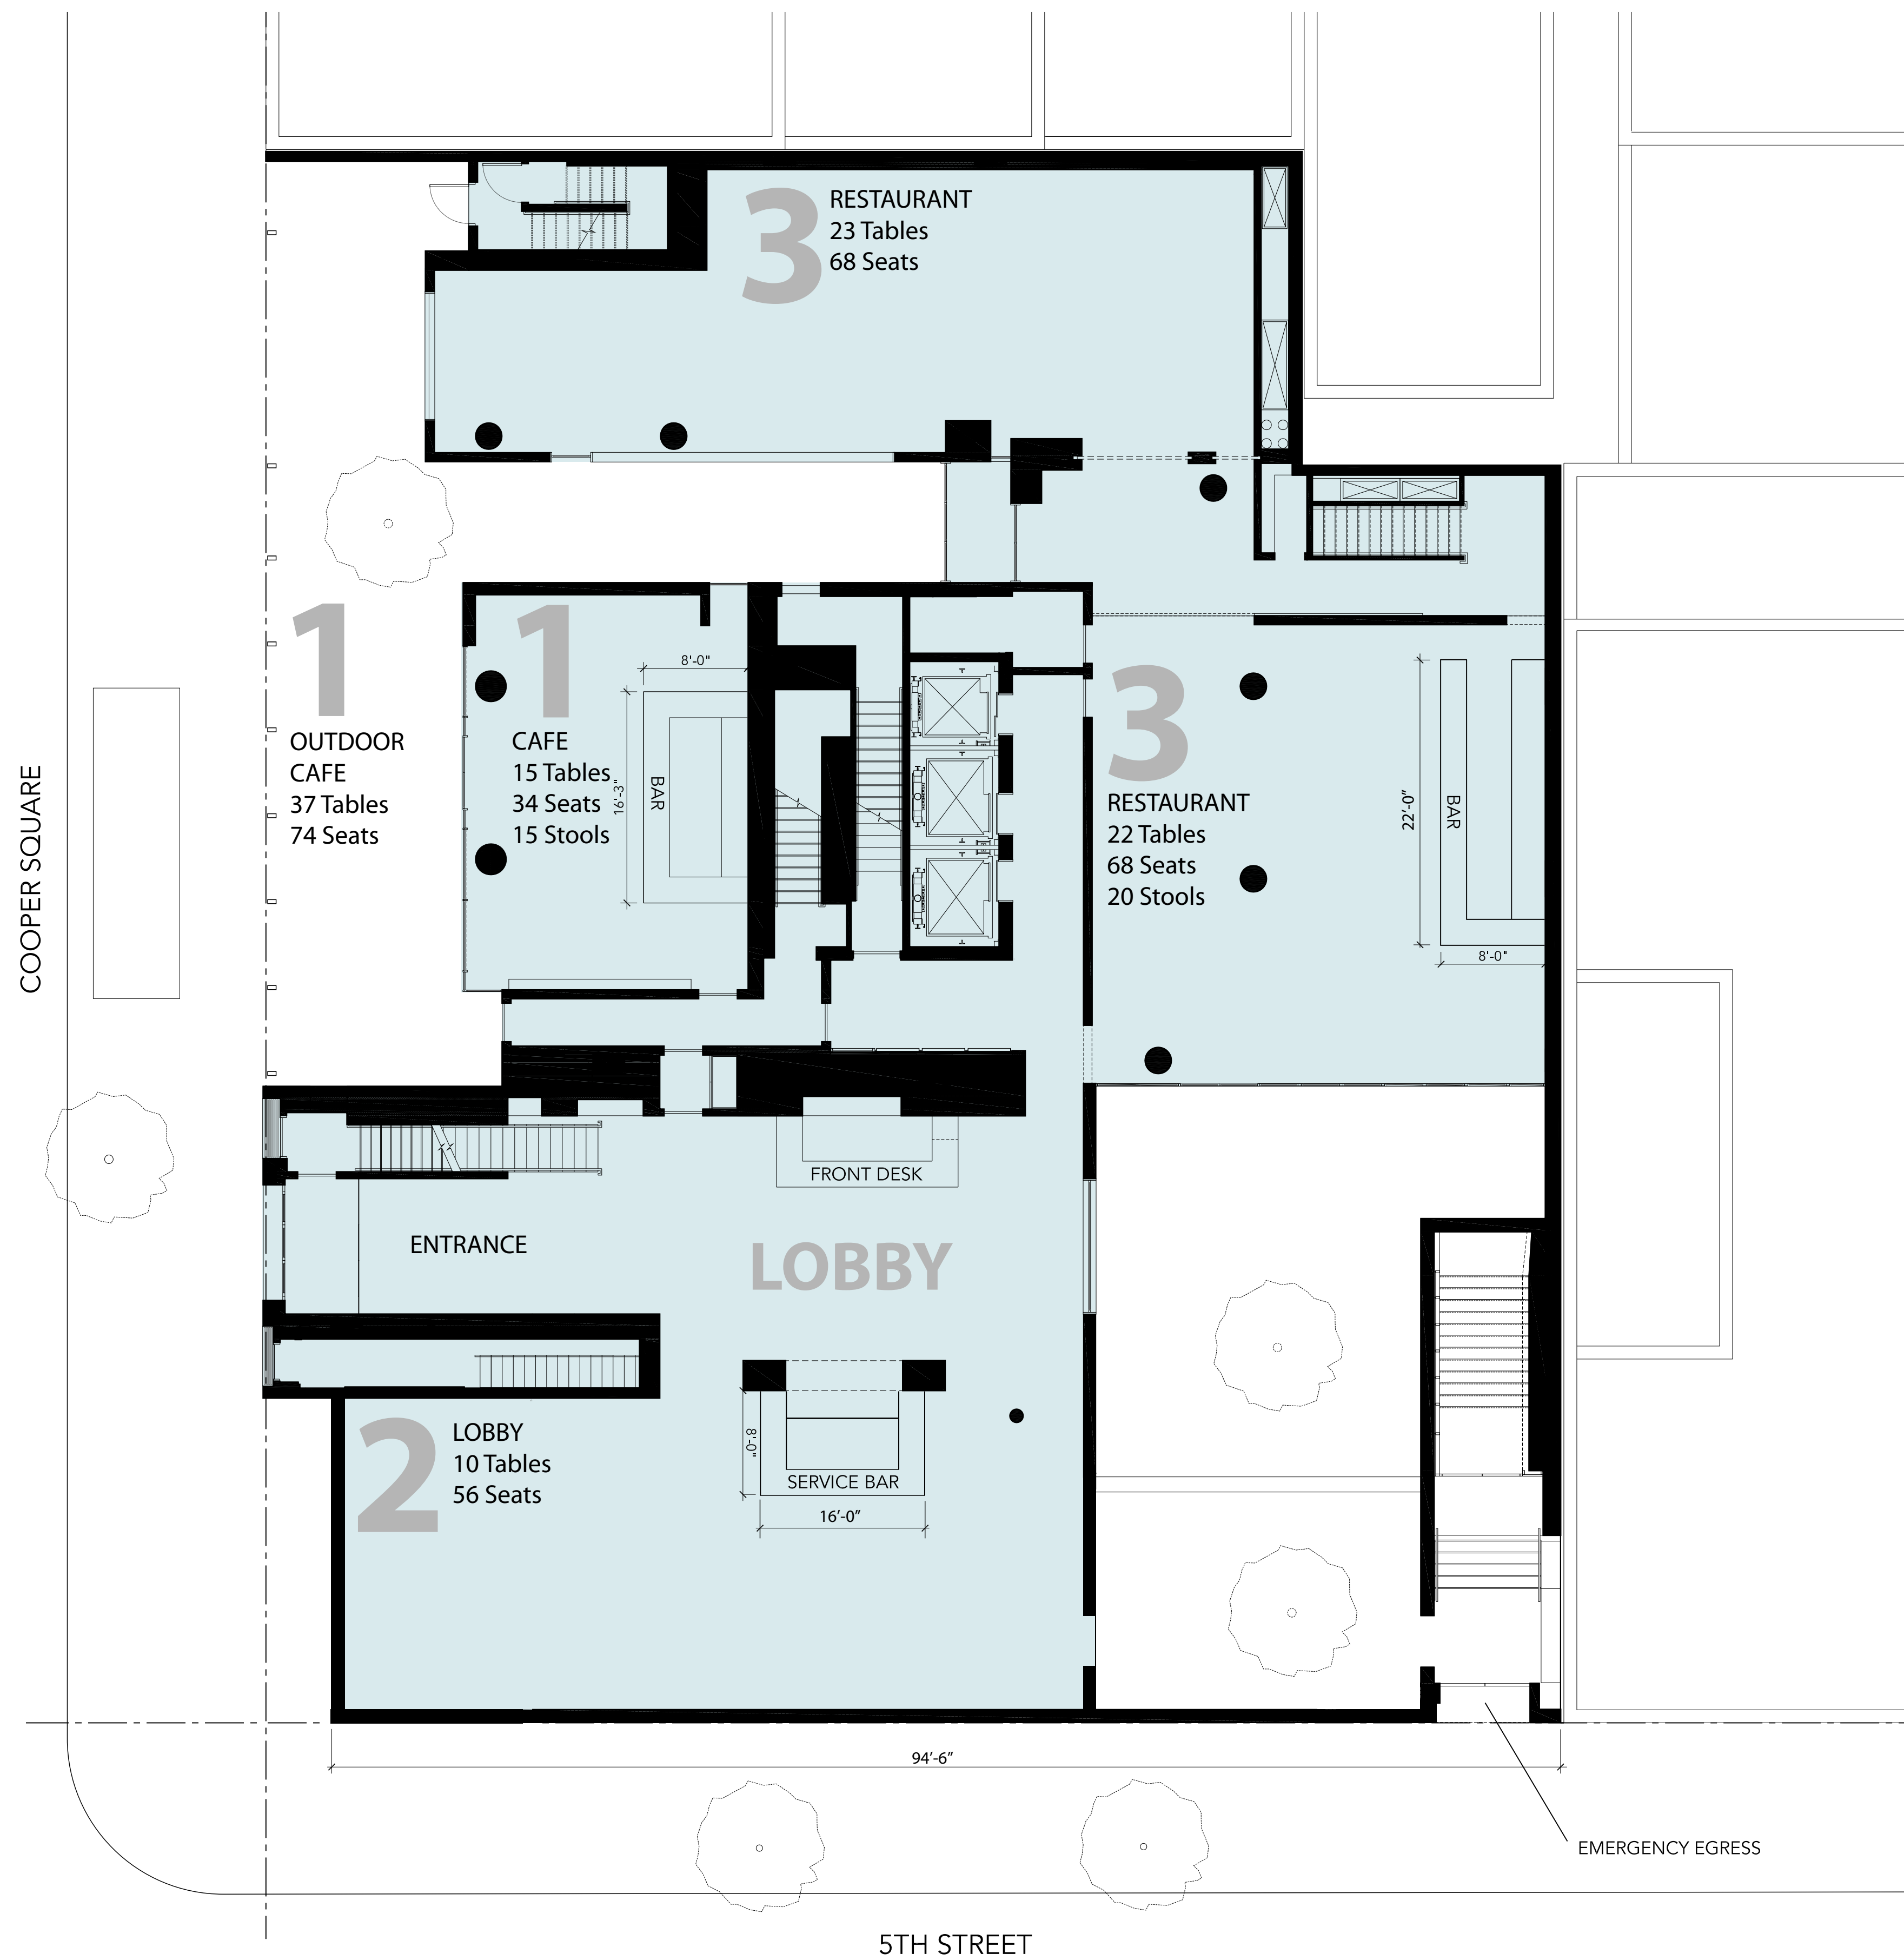 3
RESTAURANT
23 Tables
68 Seats
1
OUTDOOR
CAFE
37 Tables
74 Seats
1
CAFE
15 Tables
34 Seats
15 Stools
8'-0"
16'-3"
BAR
3
RESTAURANT
22 Tables
68 Seats
20 Stools
22'-0"
BAR
8'-0"
COOPER SQUARE
FRONT DESK
ENTRANCE
LOBBY
2
LOBBY
10 Tables
56 Seats
8'-0"
SERVICE BAR
16'-0"
94'-6"
EMERGENCY EGRESS
5TH STREET